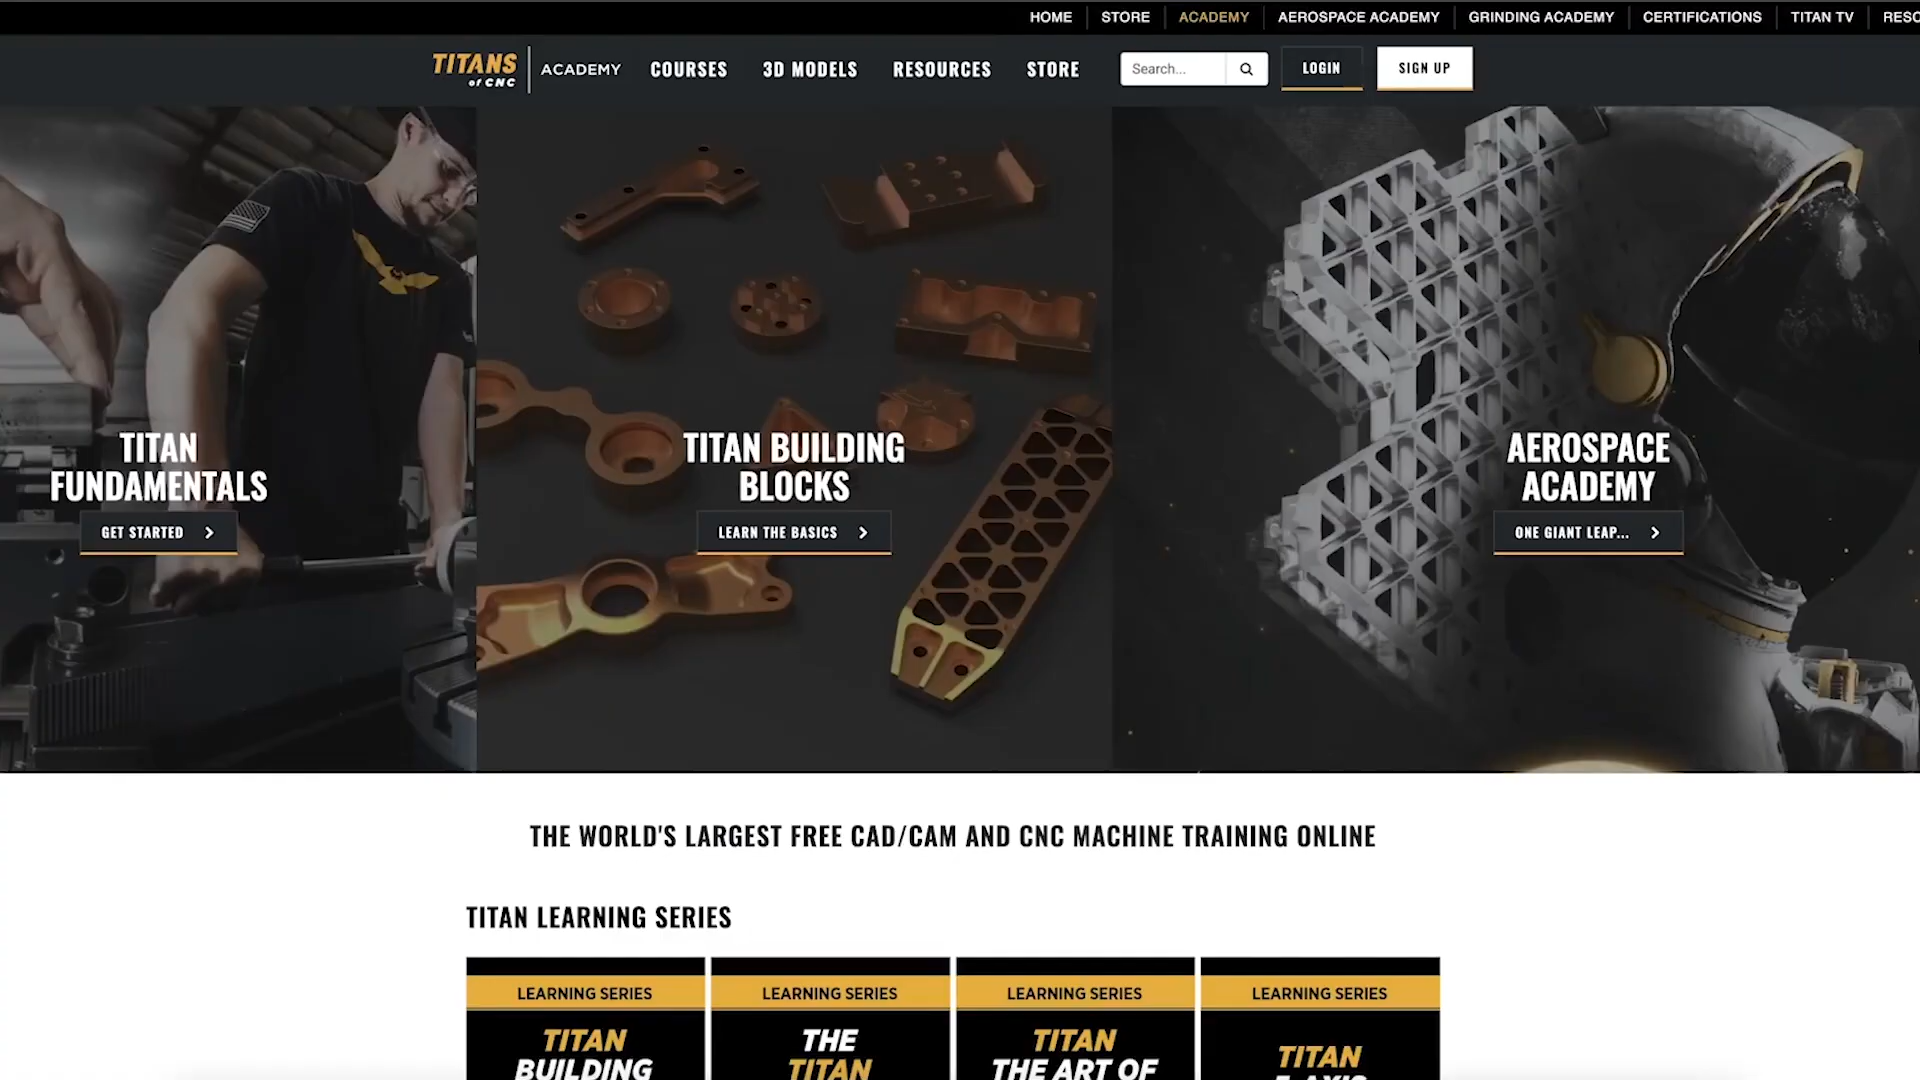 HOME
STORE
ACADEMY
AEROSPACE ACADEMY
GRINDING ACADEMY
CERTIFICATIONS
TITAN TV
TITANS
of CNC
ACADEMY
COURSES
3D MODELS
RESOURCES
STORE
Search...
LOGIN
SIGN UP
TITAN
FUNDAMENTALS
GET STARTED
TITAN BUILDING
BLOCKS
LEARN THE BASICS
AEROSPACE
ACADEMY
ONE GIANT LEAP...
THE WORLD'S LARGEST FREE CAD/CAM AND CNC MACHINE TRAINING ONLINE
TITAN LEARNING SERIES
LEARNING SERIES
TITAN
BUILDING
LEARNING SERIES
THE
TITAN
LEARNING SERIES
TITAN
THE ART OF
LEARNING SERIES
TITAN